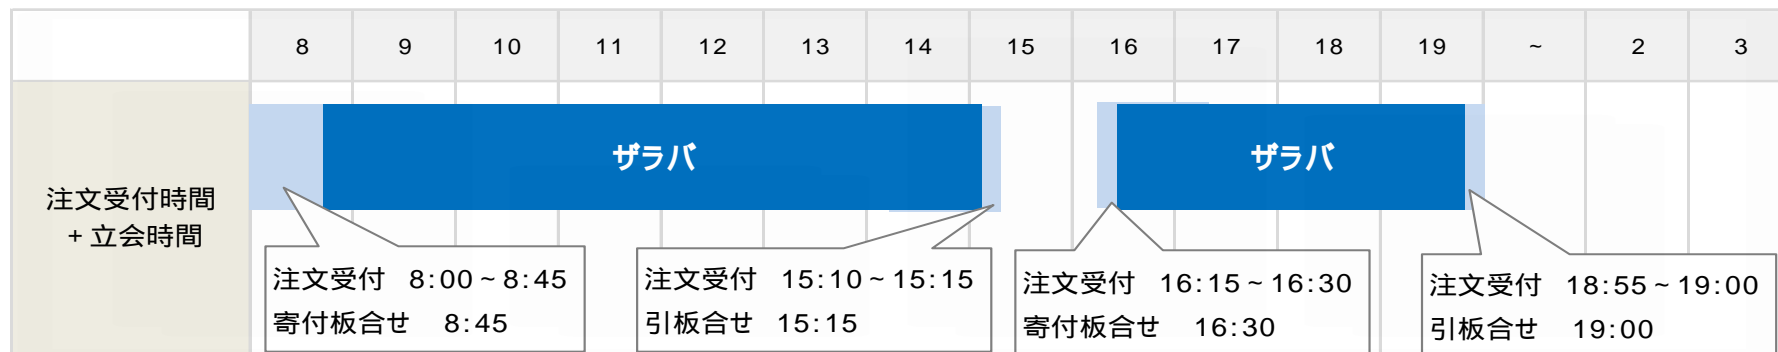 8 9 10 11 12 13 14 15 16 17 18 19 ~ 2 3
ザラバ ザラバ
注文受付時間
+立会時間
注文受付 8:00~8:45
寄付板合せ 8:45
注文受付 15:10~15:15
引板合せ 15:15
注文受付 16:15~16:30
寄付板合せ 16:30
注文受付 18:55~19:00
引板合せ 19:00